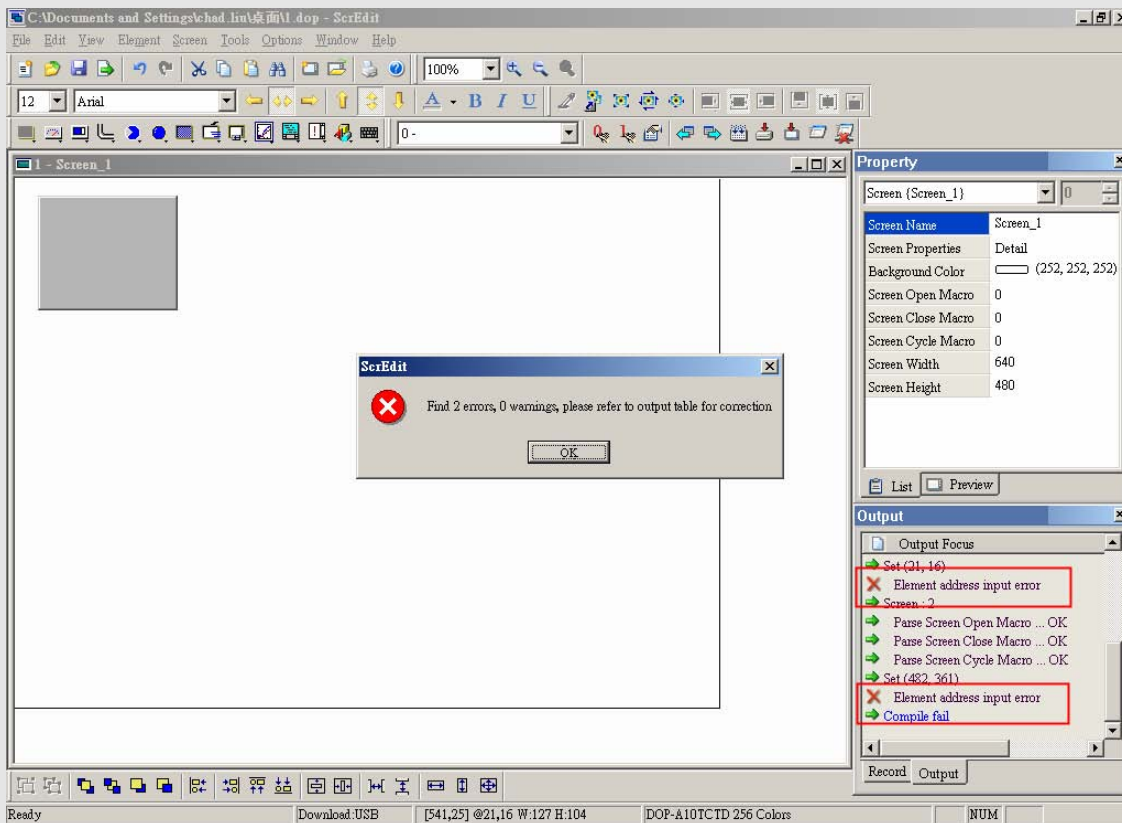 C:\Documents and Settings\chad.liu\桌面\1.dop - ScrEdit
File Edit View Element Screen Tools Options Window Help
100%
12 Arial A B I U
0 -
1 - Screen_1
Property
Screen {Screen_1} 0
Screen Name Screen_1
Screen Properties Detail
Background Color (252, 252, 252)
Screen Open Macro 0
Screen Close Macro 0
Screen Cycle Macro 0
Screen Width 640
Screen Height 480
List Preview
ScrEdit
Find 2 errors, 0 warnings, please refer to output table for correction
OK
Output
Output Focus
Set (21, 16)
Element address input error
Screen : 2
Parse Screen Open Macro ... OK
Parse Screen Close Macro ... OK
Parse Screen Cycle Macro ... OK
Set (482, 361)
Element address input error
Compile fail
Record Output
Ready Download:USB [541,25] @21,16 W:127 H:104 DOP-A10TCTD 256 Colors NUM